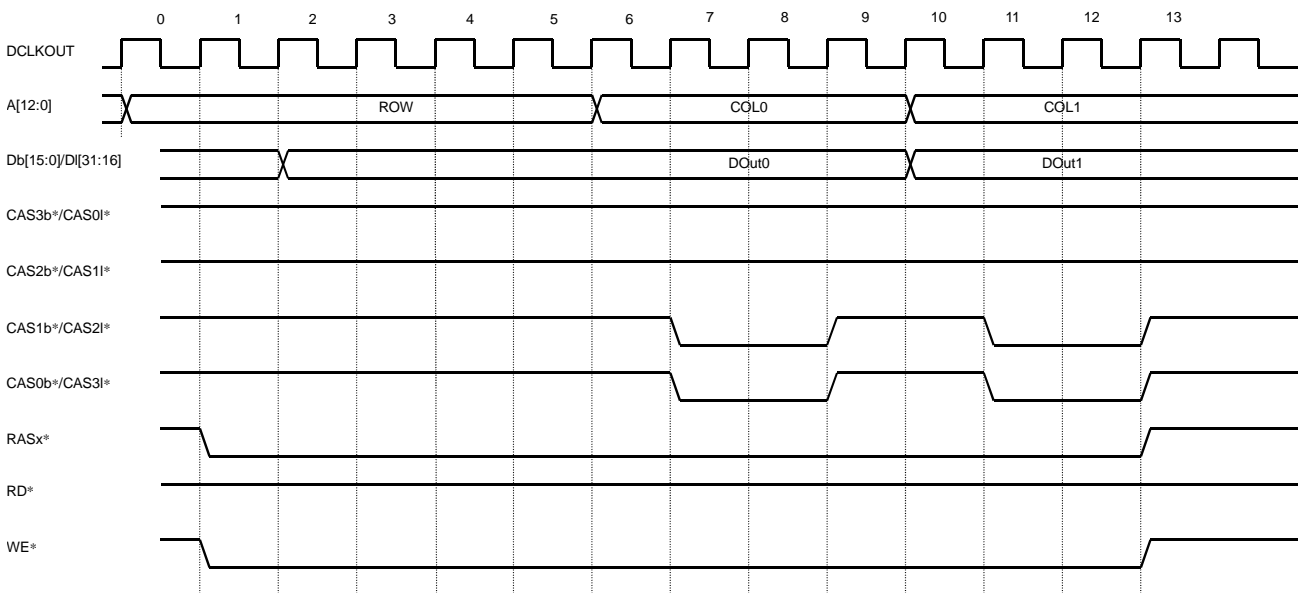 0 1 2 3 4 5 6 7 8 9 10 11 12 13
DCLKOUT
A[12:0] ROW COL0 COL1
Db[15:0]/Dl[31:16] DOut0 DOut1
CAS3b*/CAS0l*
CAS2b*/CAS1l*
CAS1b*/CAS2l*
CAS0b*/CAS3l*
RASx*
RD*
WE*